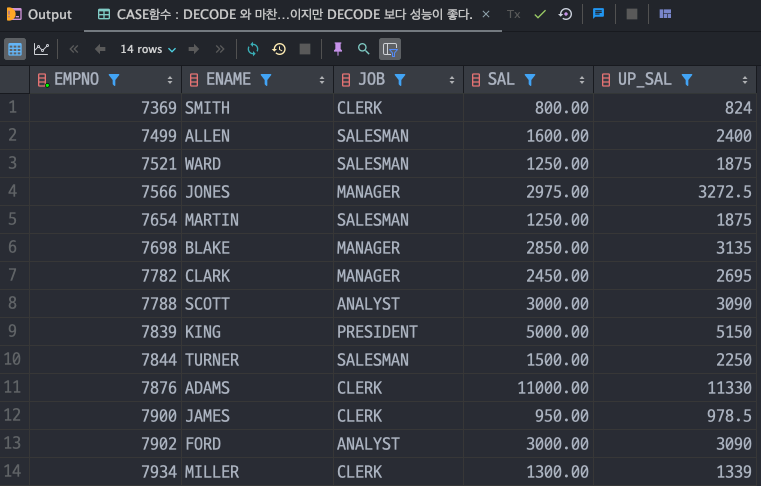 Output CASE함수 : DECODE 와 마찬...이지만 DECODE 보다 성능이 좋다. × Tx
14 rows
EMPNO ENAME JOB SAL UP_SAL
1 7369 SMITH CLERK 800.00 824
2 7499 ALLEN SALESMAN 1600.00 2400
3 7521 WARD SALESMAN 1250.00 1875
4 7566 JONES MANAGER 2975.00 3272.5
5 7654 MARTIN SALESMAN 1250.00 1875
6 7698 BLAKE MANAGER 2850.00 3135
7 7782 CLARK MANAGER 2450.00 2695
8 7788 SCOTT ANALYST 3000.00 3090
9 7839 KING PRESIDENT 5000.00 5150
10 7844 TURNER SALESMAN 1500.00 2250
11 7876 ADAMS CLERK 11000.00 11330
12 7900 JAMES CLERK 950.00 978.5
13 7902 FORD ANALYST 3000.00 3090
14 7934 MILLER CLERK 1300.00 1339